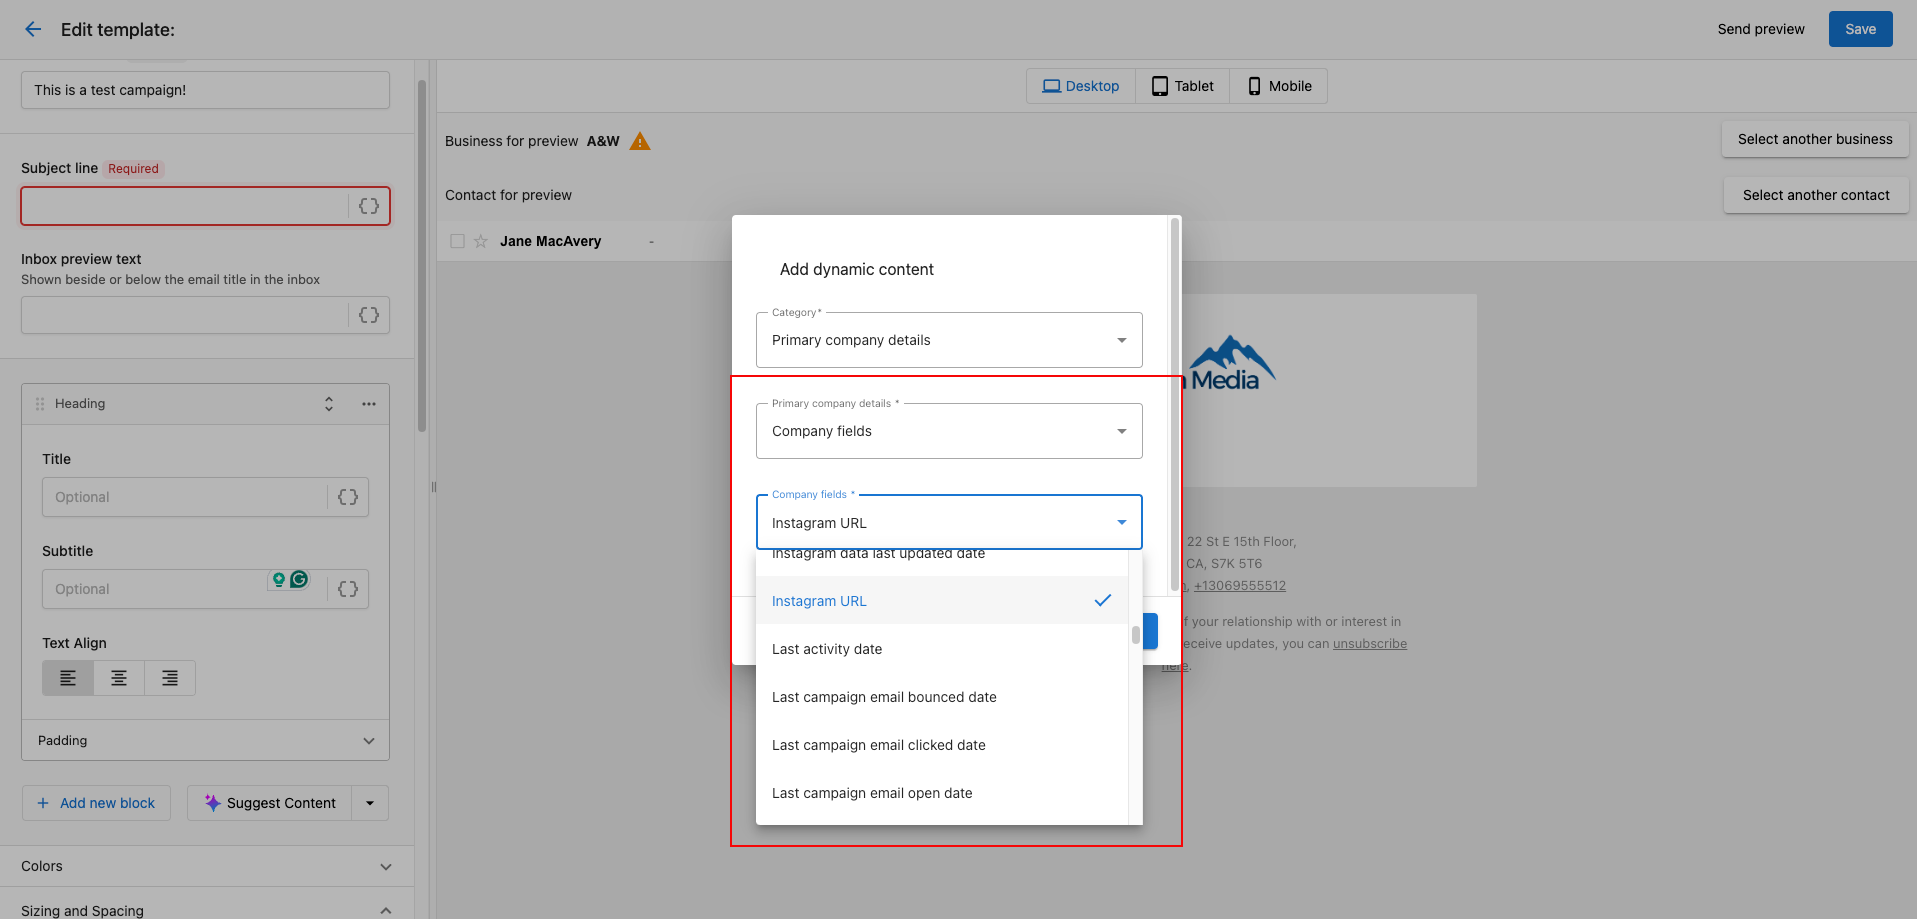 Edit template:
Send preview
Save
This is a test campaign!
Subject line Required
Inbox preview text
Shown beside or below the email title in the inbox
Heading
Title
Optional
Subtitle
Optional
Text Align
Padding
Add new block
Suggest Content
Colors
Sizing and Spacing
Desktop
Tablet
Mobile
Business for preview A&W
Select another business
Contact for preview
Select another contact
Jane MacAvery -
Add dynamic content
Category*
Primary company details
Primary company details *
Company fields
Company fields *
Instagram URL
Instagram data last updated date
Instagram URL
Last activity date
Last campaign email bounced date
Last campaign email clicked date
Last campaign email open date
Media
22 St E 15th Floor,
CA, S7K 5T6
, +13069555512
f your relationship with or interest in
eceive updates, you can unsubscribe
here.